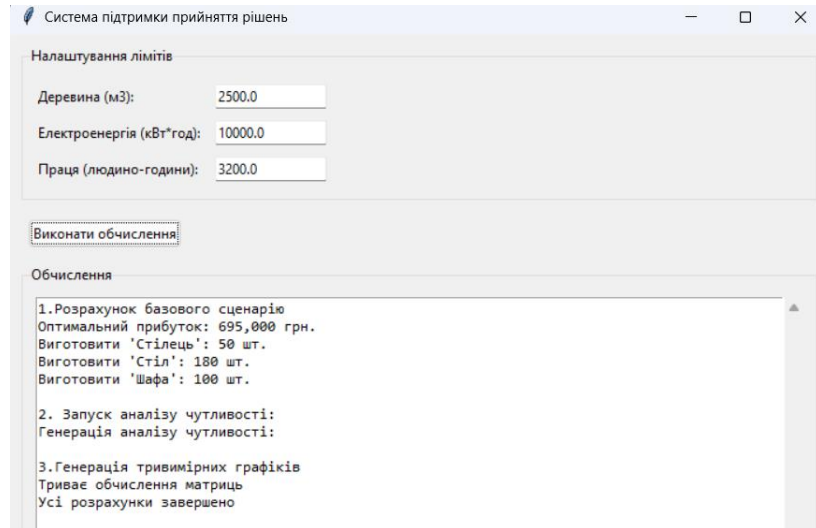 Система підтримки прийняття рішень
Налаштування лімітів
Деревина (м3): 2500.0
Електроенергія (кВт*год): 10000.0
Праця (людино-години): 3200.0
Виконати обчислення
Обчислення
1.Розрахунок базового сценарію
Оптимальний прибуток: 695,000 грн.
Виготовити 'Стілець': 50 шт.
Виготовити 'Стіл': 180 шт.
Виготовити 'Шафа': 100 шт.
2. Запуск аналізу чутливості:
Генерація аналізу чутливості:
3.Генерація тривимірних графіків
Триває обчислення матриць
Усі розрахунки завершено